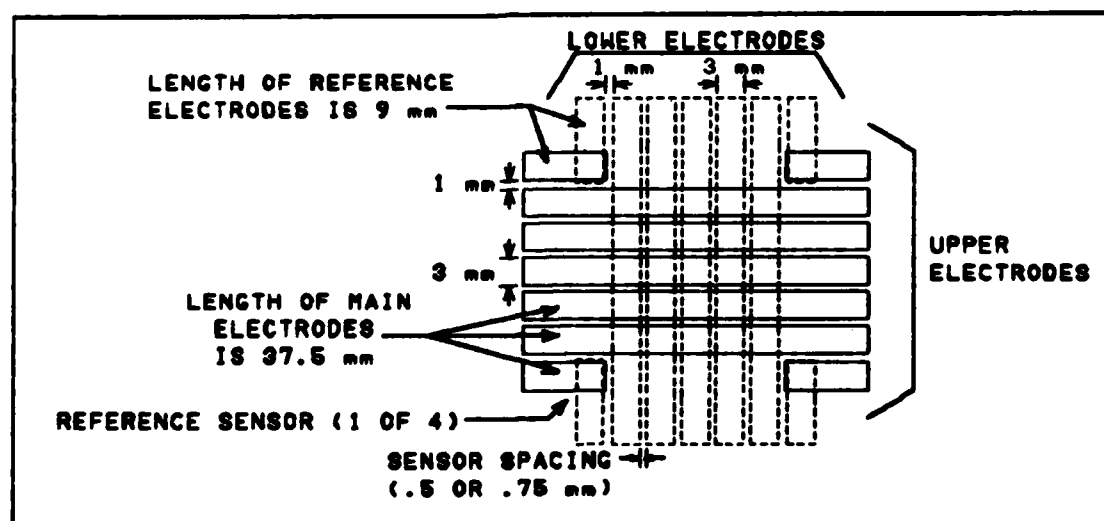 LOWER ELECTRODES
1 mm
3 mm
LENGTH OF REFERENCE
ELECTRODES IS 9 mm
1 mm
3 mm
UPPER
ELECTRODES
LENGTH OF MAIN
ELECTRODES
IS 37.5 mm
REFERENCE SENSOR (1 OF 4)
SENSOR SPACING
(.5 OR .75 mm)